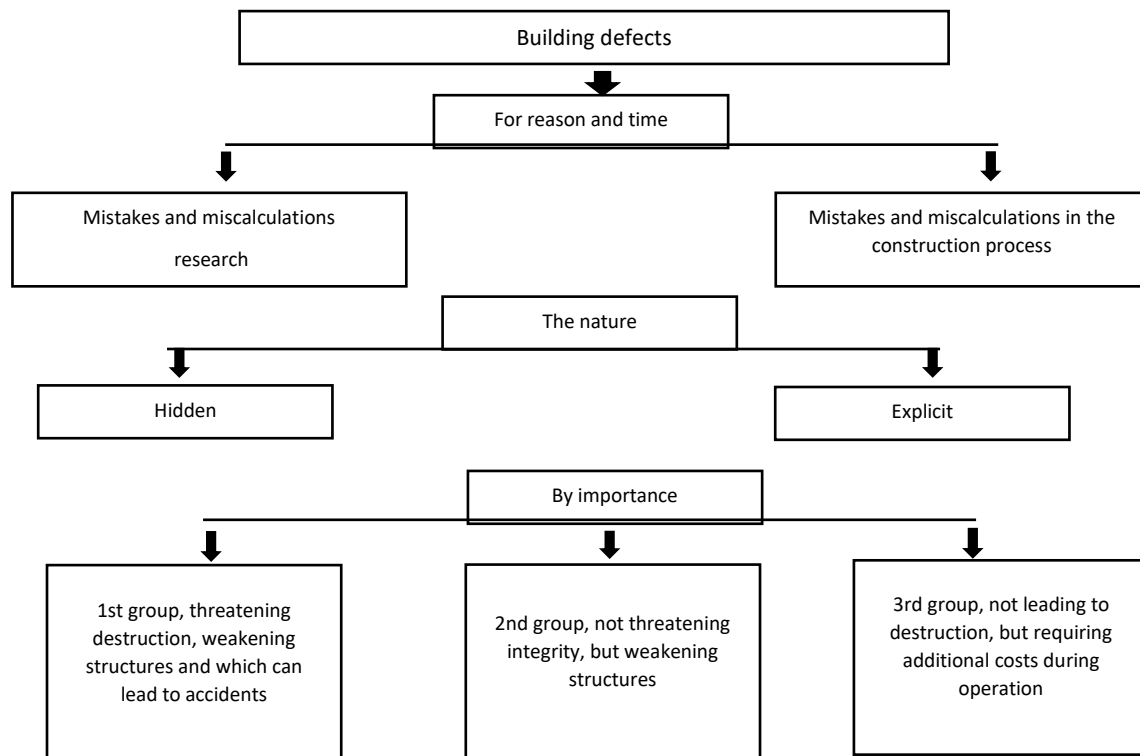 Building defects
For reason and time
Mistakes and miscalculations
research
Mistakes and miscalculations in the
construction process
The nature
Hidden
Explicit
By importance
1st group, threatening
destruction, weakening
structures and which can
lead to accidents
2nd group, not threatening
integrity, but weakening
structures
3rd group, not leading to
destruction, but requiring
additional costs during
operation